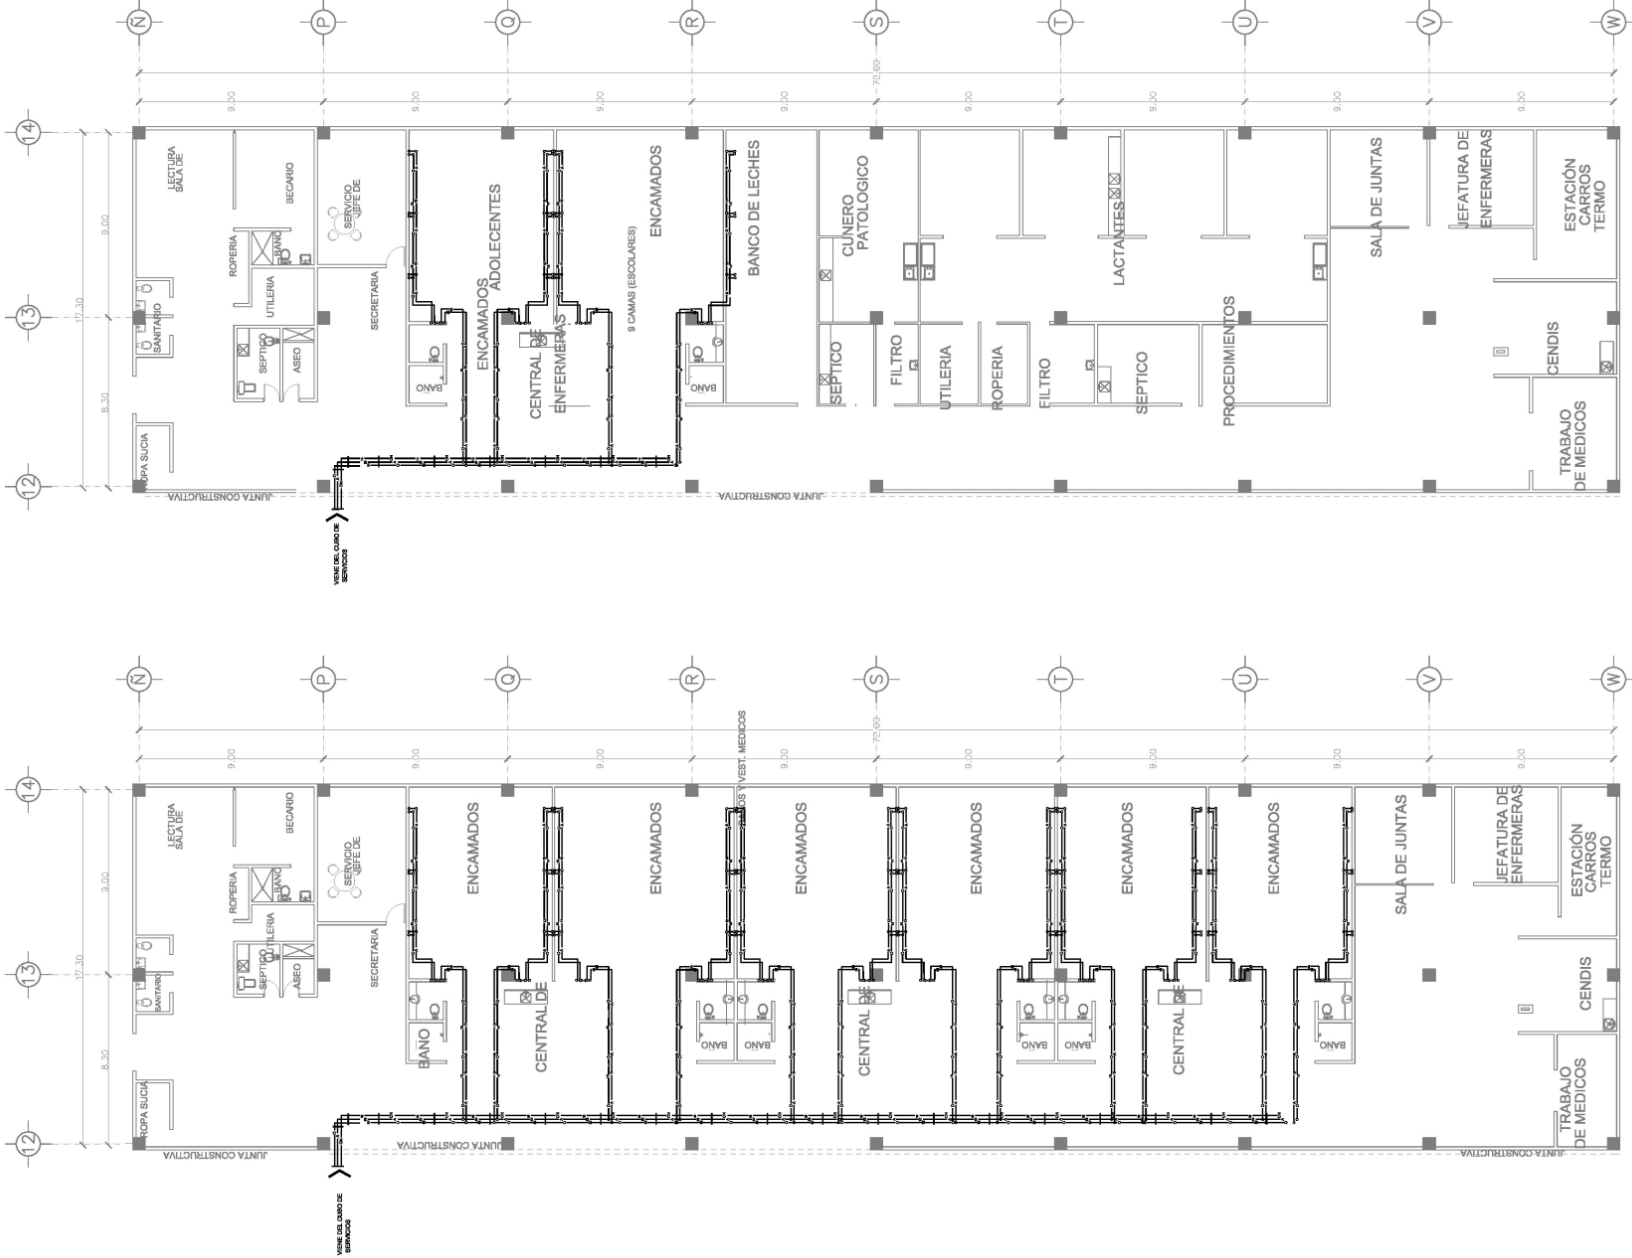 Ñ
P
Q
R
S
T
U
V
W
72.00
9.00
9.00
9.00
9.00
9.00
9.00
9.00
9.00
14
13
12
17.30
9.00
8.30
LECTURA
SALA DE
BECARIO
SERVICIO
JEFE DE
ROPERIA
BAÑO
UTILERIA
SECRETARIA
SANITARIO
SEPTICO
ASEO
ROPA SUCIA
JUNTA CONSTRUCTIVA
ENCAMADOS
ADOLECENTES
ENCAMADOS
9 CAMAS (ESCOLARES)
CENTRAL DE
ENFERMERAS
BAÑO
BAÑO
BANCO DE LECHES
CUNERO
PATOLOGICO
LACTANTES
SEPTICO
FILTRO
UTILERIA
ROPERIA
FILTRO
SEPTICO
PROCEDIMIENTOS
SALA DE JUNTAS
JEFATURA DE
ENFERMERAS
ESTACIÓN
CARROS
TERMO
CENDIS
TRABAJO
DE MEDICOS
JUNTA CONSTRUCTIVA
VIENE DEL CUBO DE
SERVICIOS
Ñ
P
Q
R
S
T
U
V
W
72.00
9.00
9.00
9.00
9.00
9.00
9.00
9.00
9.00
14
13
12
17.30
9.00
8.30
LECTURA
SALA DE
BECARIO
SERVICIO
JEFE DE
ROPERIA
BAÑO
UTILERIA
SECRETARIA
SANITARIO
SEPTICO
ASEO
ROPA SUCIA
ENCAMADOS
ENCAMADOS
Y VEST. MEDICOS
ENCAMADOS
ENCAMADOS
ENCAMADOS
ENCAMADOS
BAÑO
CENTRAL DE
BAÑO
BAÑO
CENTRAL DE
BAÑO
BAÑO
CENTRAL DE
BAÑO
SALA DE JUNTAS
JEFATURA DE
ENFERMERAS
ESTACIÓN
CARROS
TERMO
CENDIS
TRABAJO
DE MEDICOS
JUNTA CONSTRUCTIVA
JUNTA CONSTRUCTIVA
JUNTA CONSTRUCTIVA
VIENE DEL CUBO DE
SERVICIOS